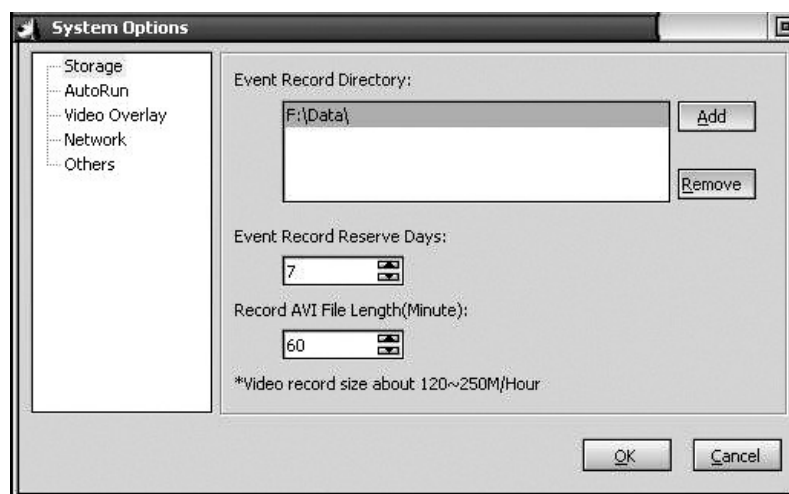 System Options
Storage
AutoRun
Video Overlay
Network
Others
Event Record Directory:
F:\Data\
Add
Remove
Event Record Reserve Days:
7
Record AVI File Length(Minute):
60
*Video record size about 120~250M/Hour
OK
Cancel